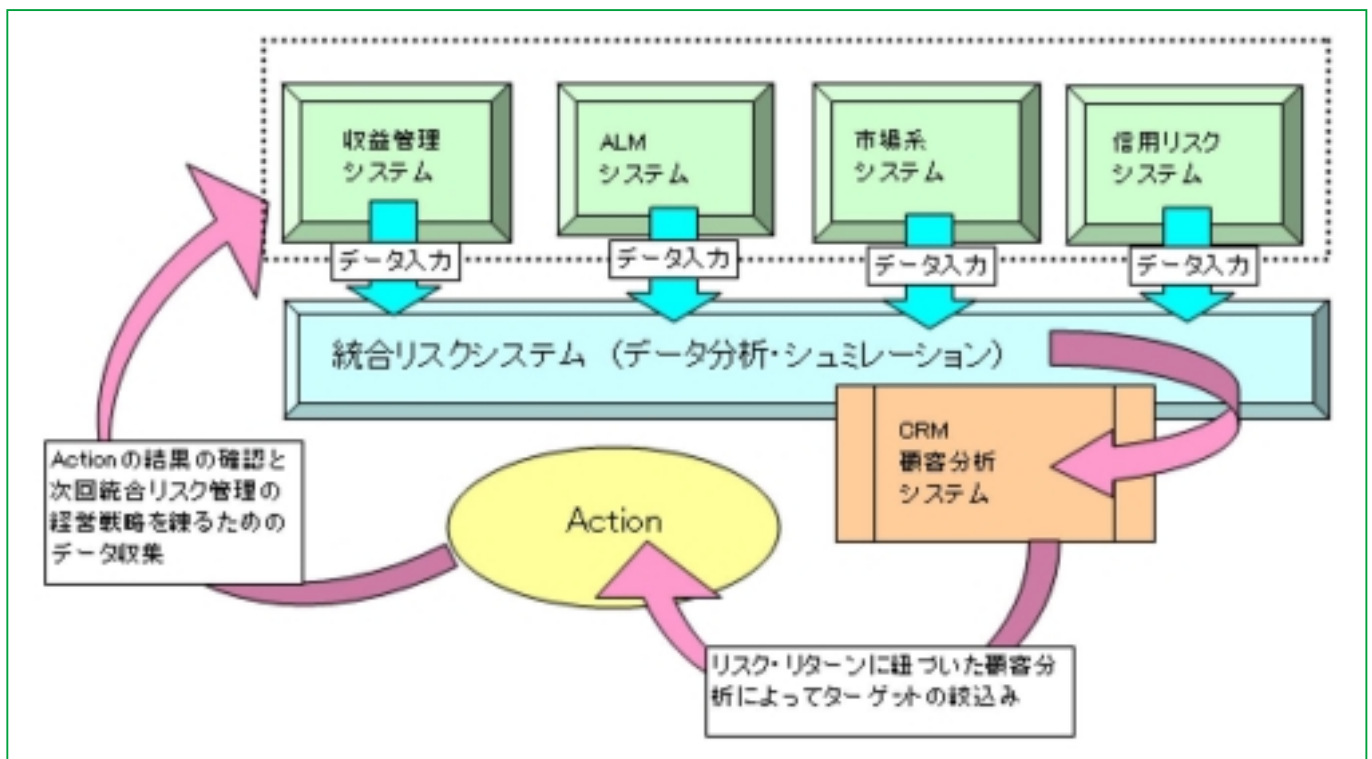 収益管理
システム
ALM
システム
市場系
システム
信用リスク
システム
データ入力
データ入力
データ入力
データ入力
統合リスクシステム （データ分析・シュミレーション）
CRM
顧客分析
システム
Actionの結果の確認と
次回統合リスク管理の
経営戦略を練るための
データ収集
Action
リスク・リターンに紐づいた顧客分
析によってターゲットの絞込み